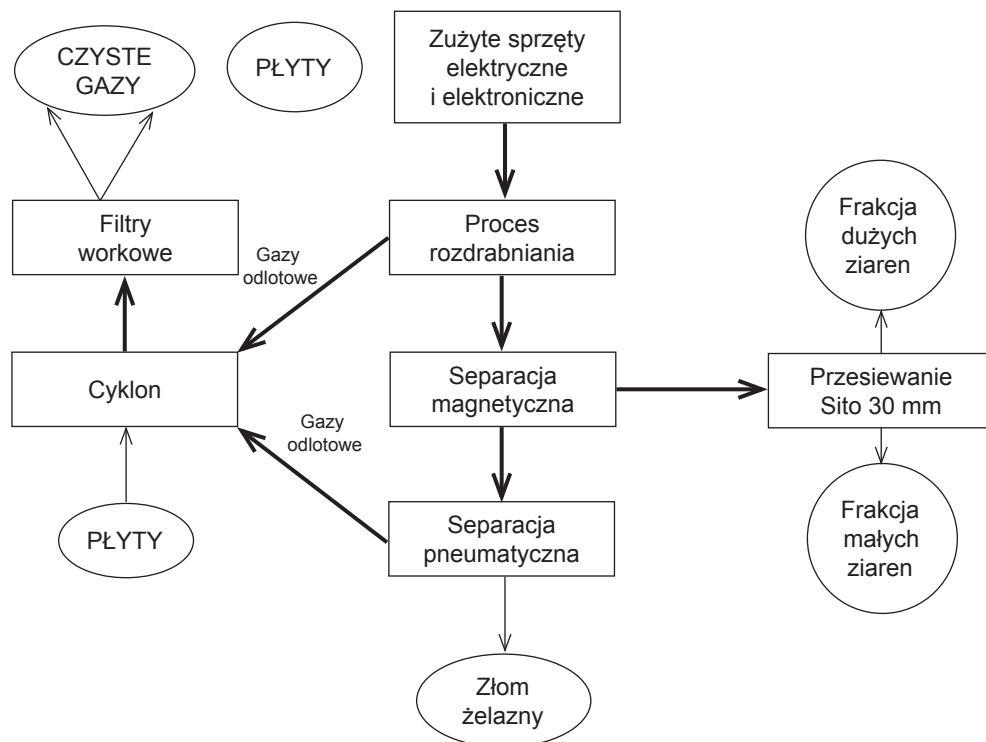 CZYSTE
GAZY
PŁYTY
Zużyte sprzęty
elektryczne
i elektroniczne
Filtry
workowe
Gazy
odlotowe
Proces
rozdrabniania
Frakcja
dużych
ziaren
Cyklon
Separacja
magnetyczna
Przesiewanie
Sito 30 mm
Gazy
odlotowe
PŁYTY
Separacja
pneumatyczna
Frakcja
małych
ziaren
Złom
żelazny